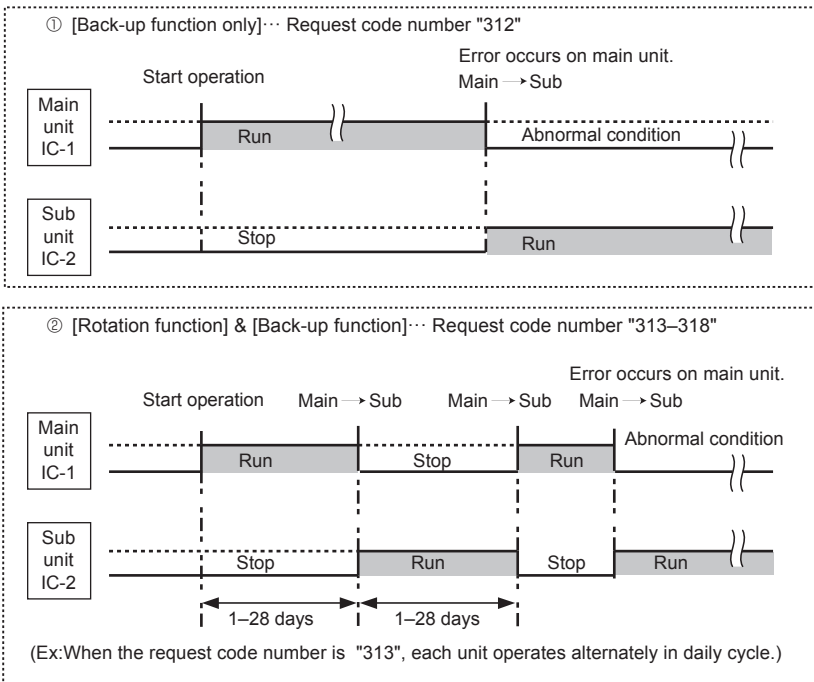 ① [Back-up function only]··· Request code number "312"
Error occurs on main unit.
Start operation
Main → Sub
Main
unit
IC-1
Run
Abnormal condition
Sub
unit
IC-2
Stop
Run
② [Rotation function] & [Back-up function]··· Request code number "313–318"
Error occurs on main unit.
Start operation
Main → Sub
Main → Sub
Main → Sub
Main
unit
IC-1
Run
Stop
Run
Abnormal condition
Sub
unit
IC-2
Stop
Run
Stop
Run
1–28 days
1–28 days
(Ex:When the request code number is "313", each unit operates alternately in daily cycle.)